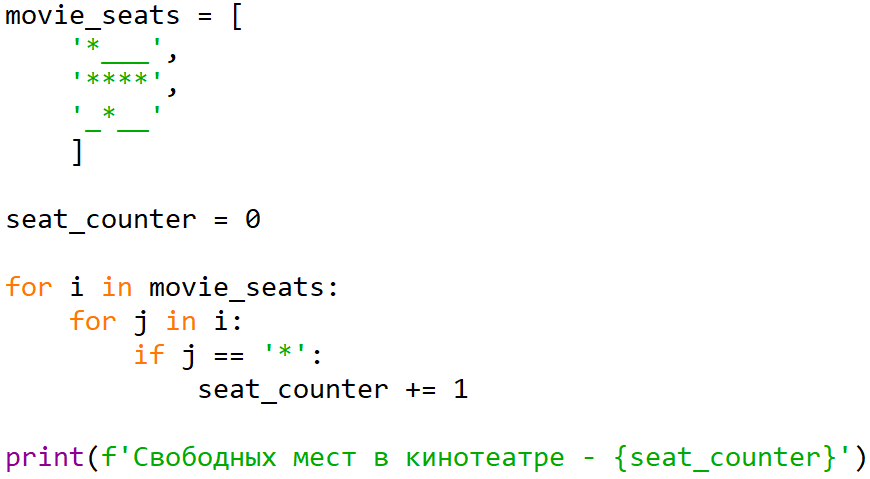 movie_seats = [
    '*___',
    '****',
    '_*__'
    ]

seat_counter = 0

for i in movie_seats:
    for j in i:
        if j == '*':
            seat_counter += 1

print(f'Свободных мест в кинотеатре - {seat_counter}')